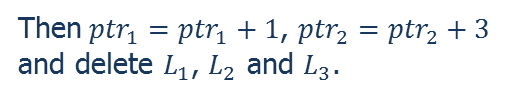 Then ptr₁ = ptr₁ + 1, ptr₂ = ptr₂ + 3
and delete L₁, L₂ and L₃.